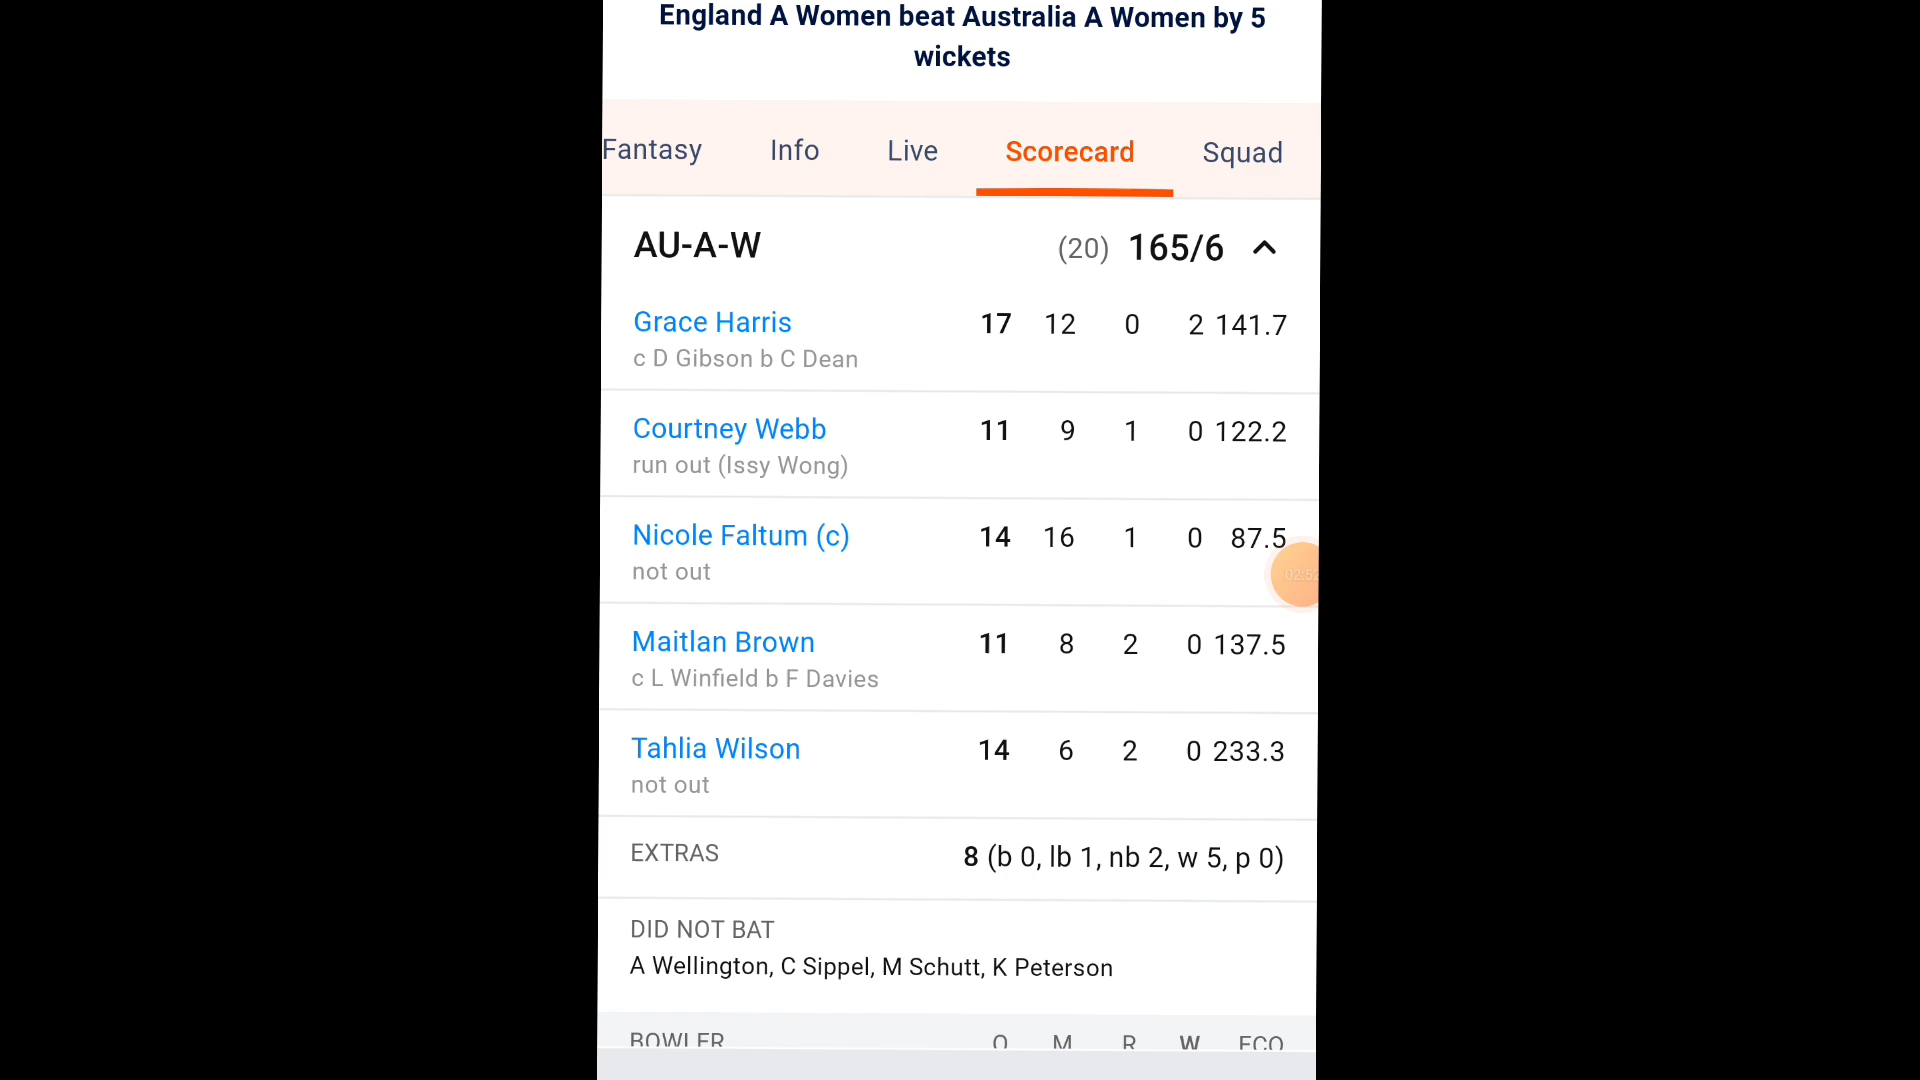 England A Women beat Australia A Women by 5
wickets
Fantasy Info Live Scorecard Squad
AU-A-W (20) 165/6
Grace Harris 17 12 0 2 141.7
c D Gibson b C Dean
Courtney Webb 11 9 1 0 122.2
run out (Issy Wong)
Nicole Faltum (c) 14 16 1 0 87.5
not out
02:52
Maitlan Brown 11 8 2 0 137.5
c L Winfield b F Davies
Tahlia Wilson 14 6 2 0 233.3
not out
EXTRAS 8 (b 0, lb 1, nb 2, w 5, p 0)
DID NOT BAT
A Wellington, C Sippel, M Schutt, K Peterson
BOWLER O M R W ECO